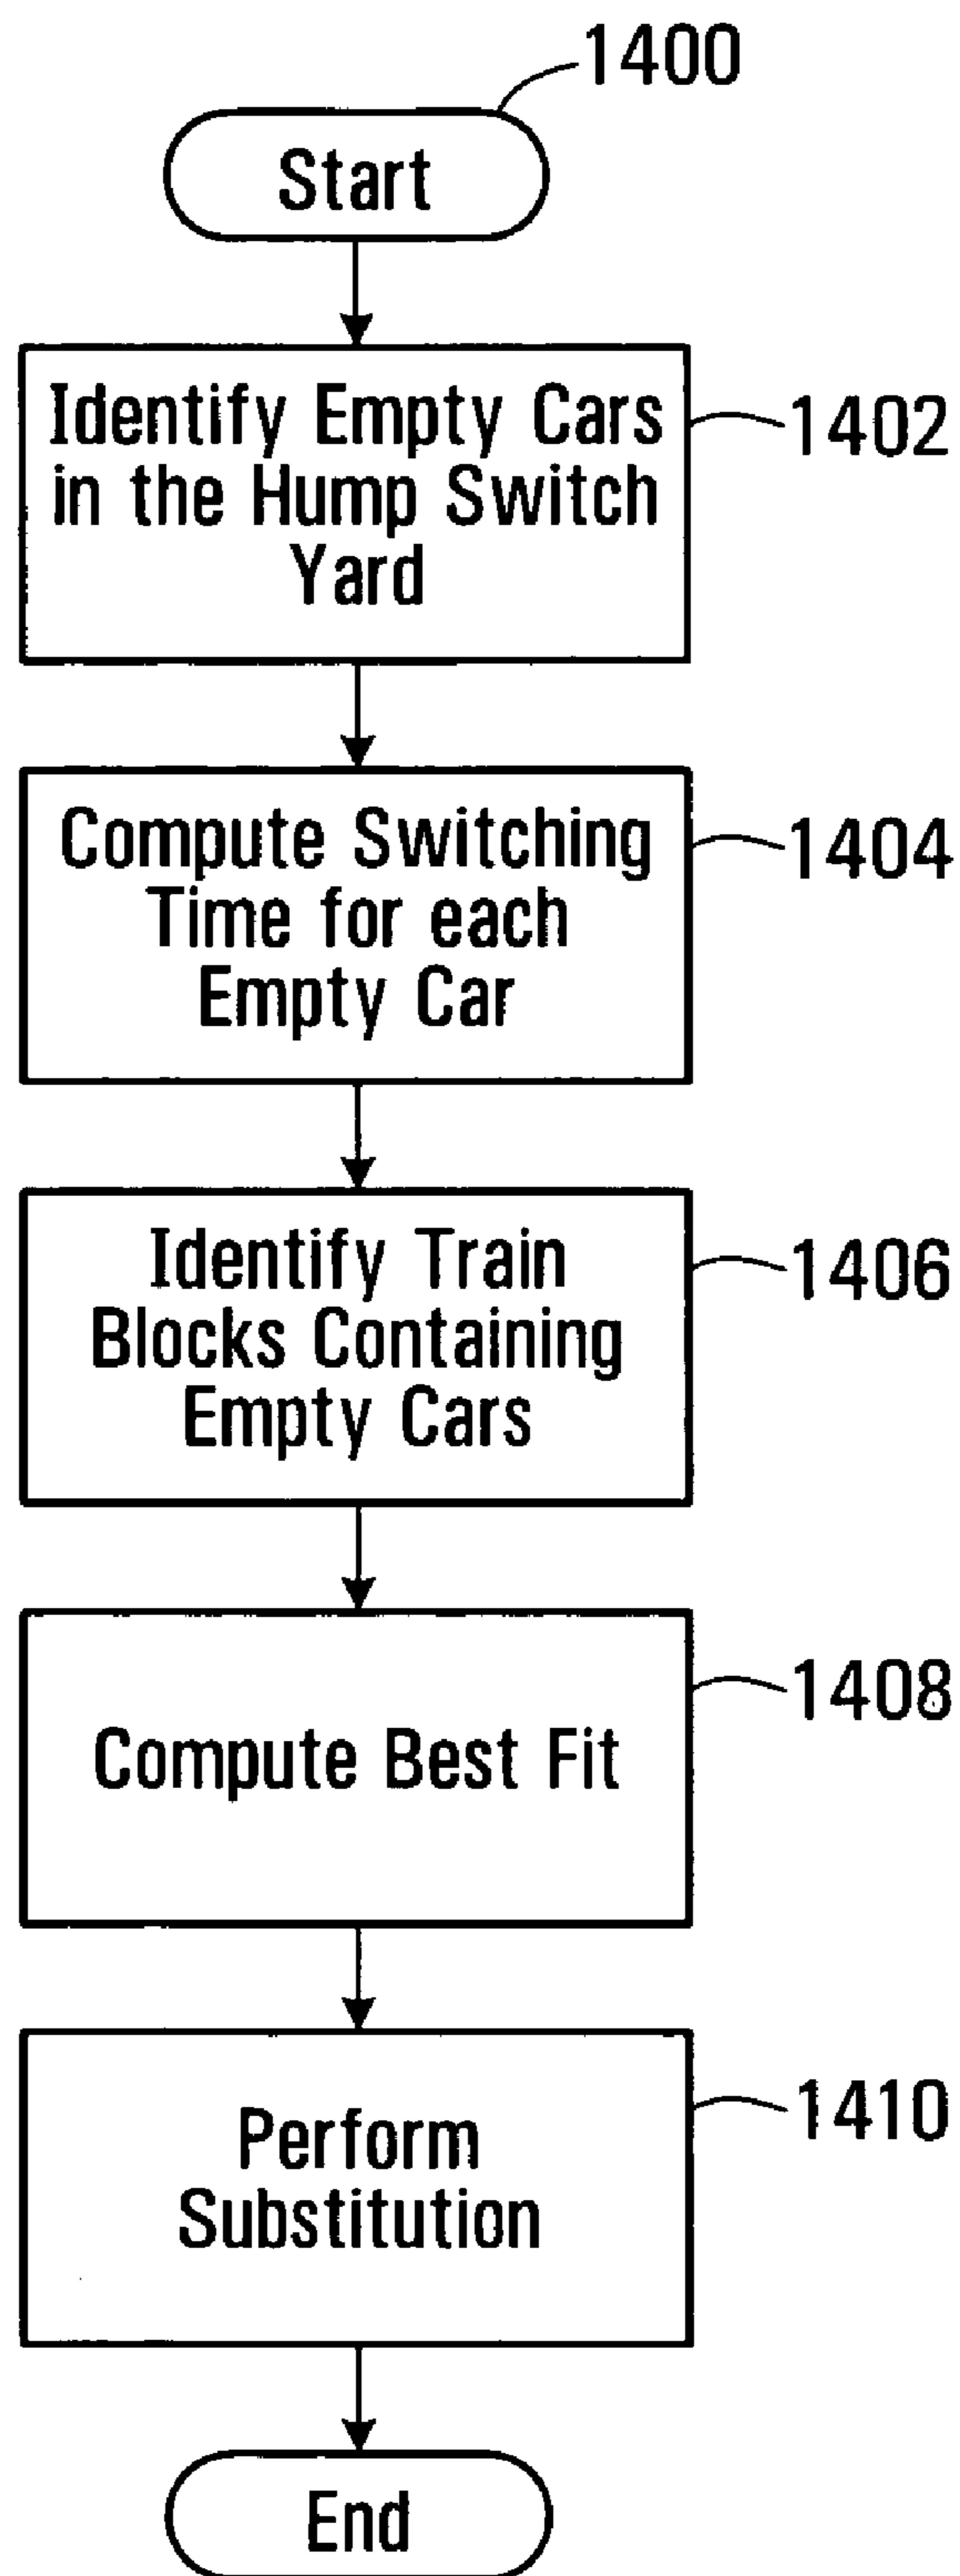 1400
Start
Identify Empty Cars
in the Hump Switch
Yard
1402
Compute Switching
Time for each
Empty Car
1404
Identify Train
Blocks Containing
Empty Cars
1406
Compute Best Fit
1408
Perform
Substitution
1410
End